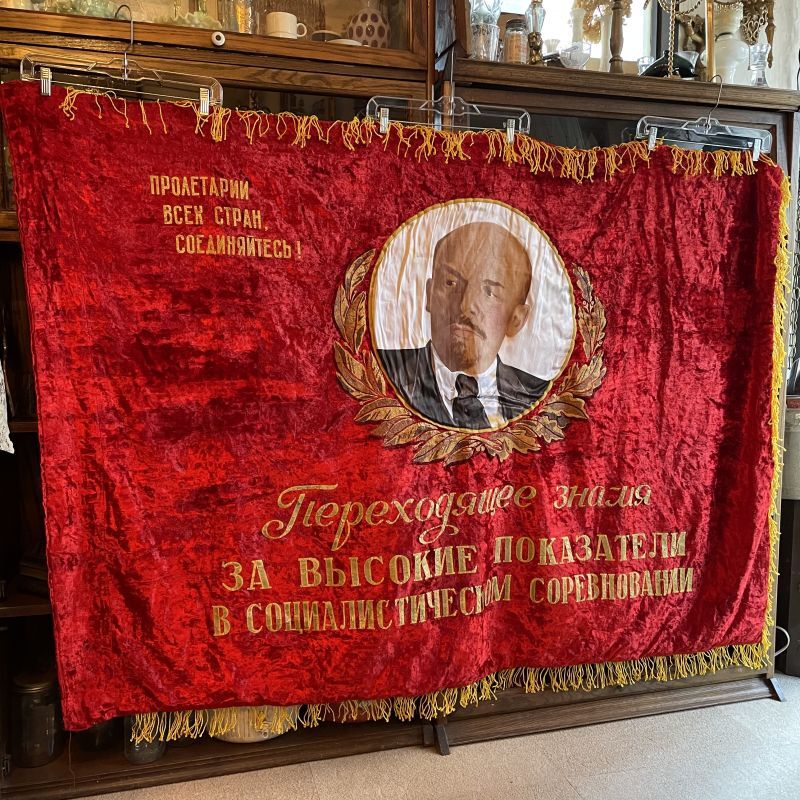 ПРОЛЕТАРИИ
ВСЕХ СТРАН,
СОЕДИНЯЙТЕСЬ!
Переходящее знамя
ЗА ВЫСОКИЕ ПОКАЗАТЕЛИ
В СОЦИАЛИСТИЧЕСКОМ СОРЕВНОВАНИИ